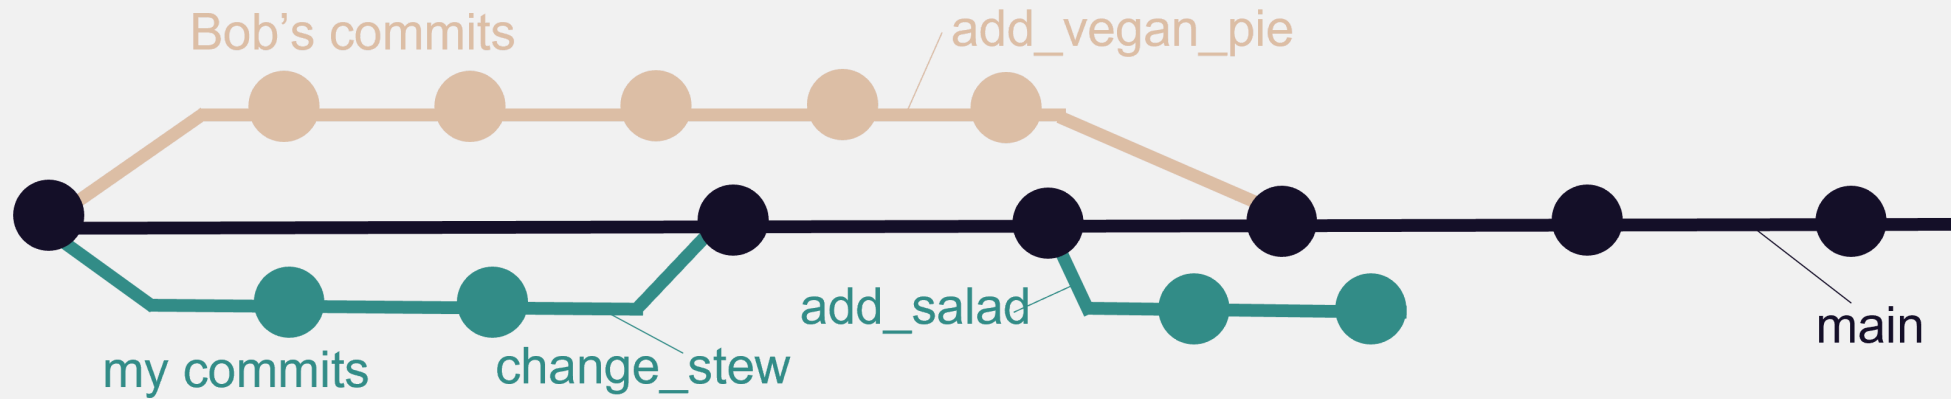 Bob’s commits
add_vegan_pie
add_salad
main
my commits
change_stew